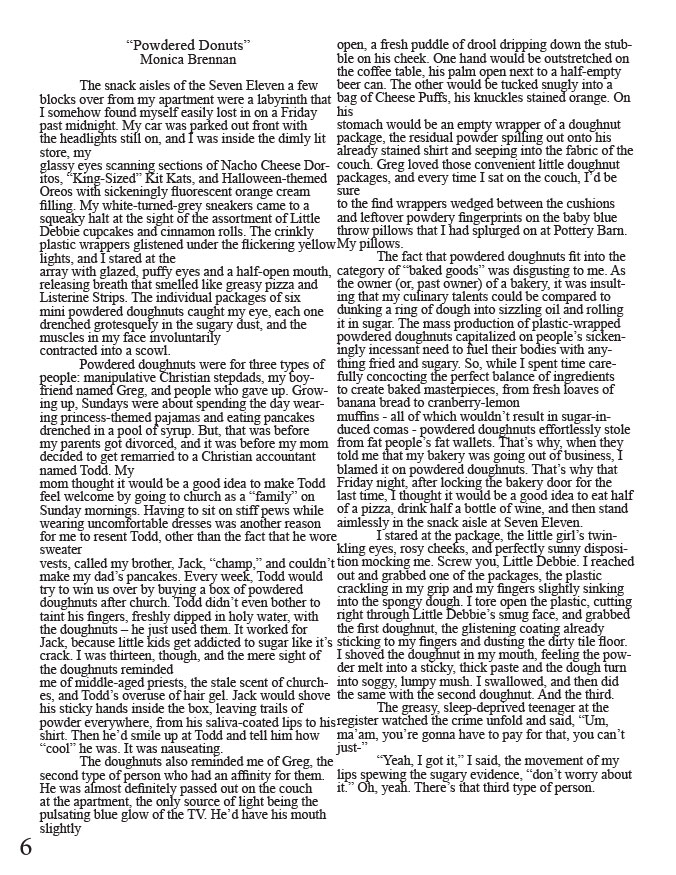 “Powdered Donuts”
Monica Brennan
The snack aisles of the Seven Eleven a few
blocks over from my apartment were a labyrinth that
I somehow found myself easily lost in on a Friday
past midnight. My car was parked out front with
the headlights still on, and I was inside the dimly lit
store, my
glassy eyes scanning sections of Nacho Cheese Dor-
itos, “King-Sized” Kit Kats, and Halloween-themed
Oreos with sickeningly fluorescent orange cream
filling. My white-turned-grey sneakers came to a
squeaky halt at the sight of the assortment of Little
Debbie cupcakes and cinnamon rolls. The crinkly
plastic wrappers glistened under the flickering yellow
lights, and I stared at the
array with glazed, puffy eyes and a half-open mouth,
releasing breath that smelled like greasy pizza and
Listerine Strips. The individual packages of six
mini powdered doughnuts caught my eye, each one
drenched grotesquely in the sugary dust, and the
muscles in my face involuntarily
contracted into a scowl.
Powdered doughnuts were for three types of
people: manipulative Christian stepdads, my boy-
friend named Greg, and people who gave up. Grow-
ing up, Sundays were about spending the day wear-
ing princess-themed pajamas and eating pancakes
drenched in a pool of syrup. But, that was before
my parents got divorced, and it was before my mom
decided to get remarried to a Christian accountant
named Todd. My
mom thought it would be a good idea to make Todd
feel welcome by going to church as a “family” on
Sunday mornings. Having to sit on stiff pews while
wearing uncomfortable dresses was another reason
for me to resent Todd, other than the fact that he wore
sweater
vests, called my brother, Jack, “champ,” and couldn’t
make my dad’s pancakes. Every week, Todd would
try to win us over by buying a box of powdered
doughnuts after church. Todd didn’t even bother to
taint his fingers, freshly dipped in holy water, with
the doughnuts – he just used them. It worked for
Jack, because little kids get addicted to sugar like it’s
crack. I was thirteen, though, and the mere sight of
the doughnuts reminded
me of middle-aged priests, the stale scent of church-
es, and Todd’s overuse of hair gel. Jack would shove
his sticky hands inside the box, leaving trails of
powder everywhere, from his saliva-coated lips to his
shirt. Then he’d smile up at Todd and tell him how
“cool” he was. It was nauseating.
The doughnuts also reminded me of Greg, the
second type of person who had an affinity for them.
He was almost definitely passed out on the couch
at the apartment, the only source of light being the
pulsating blue glow of the TV. He’d have his mouth
slightly
open, a fresh puddle of drool dripping down the stub-
ble on his cheek. One hand would be outstretched on
the coffee table, his palm open next to a half-empty
beer can. The other would be tucked snugly into a
bag of Cheese Puffs, his knuckles stained orange. On
his
stomach would be an empty wrapper of a doughnut
package, the residual powder spilling out onto his
already stained shirt and seeping into the fabric of the
couch. Greg loved those convenient little doughnut
packages, and every time I sat on the couch, I’d be
sure
to the find wrappers wedged between the cushions
and leftover powdery fingerprints on the baby blue
throw pillows that I had splurged on at Pottery Barn.
My pillows.
The fact that powdered doughnuts fit into the
category of “baked goods” was disgusting to me. As
the owner (or, past owner) of a bakery, it was insult-
ing that my culinary talents could be compared to
dunking a ring of dough into sizzling oil and rolling
it in sugar. The mass production of plastic-wrapped
powdered doughnuts capitalized on people’s sicken-
ingly incessant need to fuel their bodies with any-
thing fried and sugary. So, while I spent time care-
fully concocting the perfect balance of ingredients
to create baked masterpieces, from fresh loaves of
banana bread to cranberry-lemon
muffins - all of which wouldn’t result in sugar-in-
duced comas - powdered doughnuts effortlessly stole
from fat people’s fat wallets. That’s why, when they
told me that my bakery was going out of business, I
blamed it on powdered doughnuts. That’s why that
Friday night, after locking the bakery door for the
last time, I thought it would be a good idea to eat half
of a pizza, drink half a bottle of wine, and then stand
aimlessly in the snack aisle at Seven Eleven.
I stared at the package, the little girl’s twin-
kling eyes, rosy cheeks, and perfectly sunny disposi-
tion mocking me. Screw you, Little Debbie. I reached
out and grabbed one of the packages, the plastic
crackling in my grip and my fingers slightly sinking
into the spongy dough. I tore open the plastic, cutting
right through Little Debbie’s smug face, and grabbed
the first doughnut, the glistening coating already
sticking to my fingers and dusting the dirty tile floor.
I shoved the doughnut in my mouth, feeling the pow-
der melt into a sticky, thick paste and the dough turn
into soggy, lumpy mush. I swallowed, and then did
the same with the second doughnut. And the third.
The greasy, sleep-deprived teenager at the
register watched the crime unfold and said, “Um,
ma’am, you’re gonna have to pay for that, you can’t
just-”
“Yeah, I got it,” I said, the movement of my
lips spewing the sugary evidence, “don’t worry about
it.” Oh, yeah. There’s that third type of person.
6